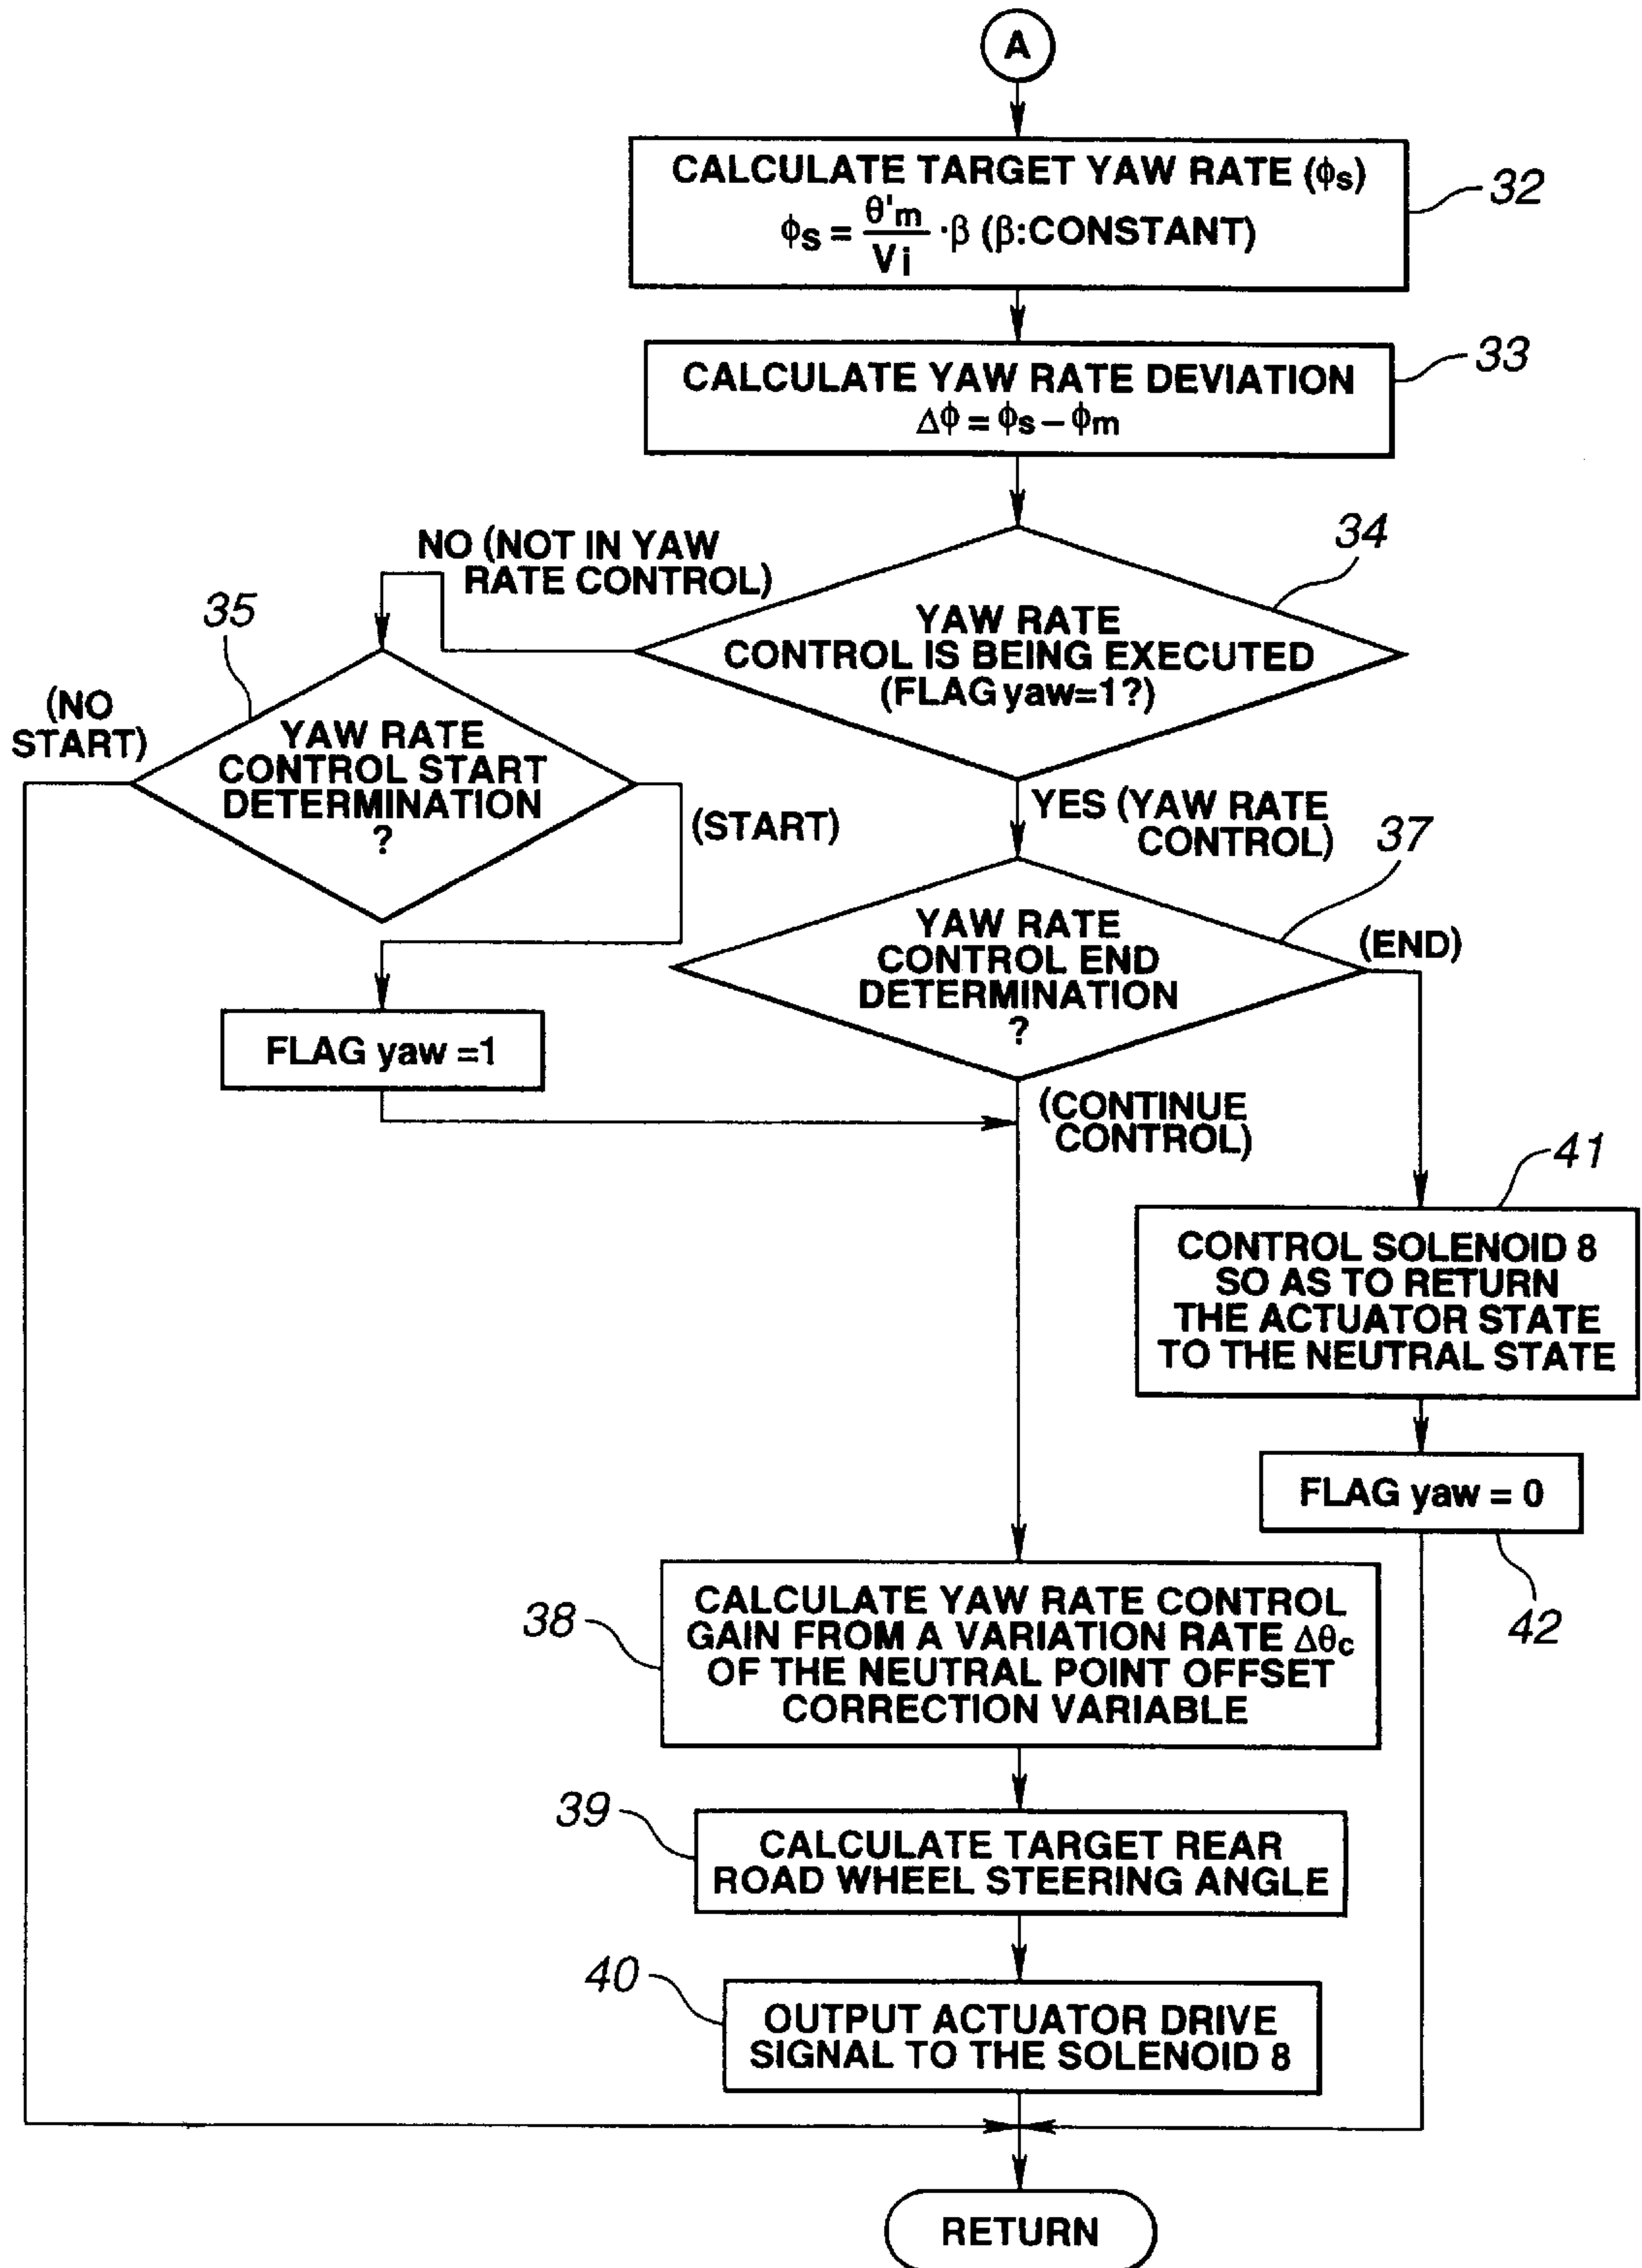 A
CALCULATE TARGET YAW RATE (ϕs)
ϕs = θ'm / Vi ·β (β:CONSTANT)
32
CALCULATE YAW RATE DEVIATION
Δϕ = ϕs – ϕm
33
NO (NOT IN YAW
RATE CONTROL)
34
YAW RATE
CONTROL IS BEING EXECUTED
(FLAG yaw=1?)
35
(NO
START)
YAW RATE
CONTROL START
DETERMINATION
?
(START)
YES (YAW RATE
CONTROL)
37
YAW RATE
CONTROL END
DETERMINATION
?
(END)
FLAG yaw =1
(CONTINUE
CONTROL)
41
CONTROL SOLENOID 8
SO AS TO RETURN
THE ACTUATOR STATE
TO THE NEUTRAL STATE
FLAG yaw = 0
42
38
CALCULATE YAW RATE CONTROL
GAIN FROM A VARIATION RATE Δθc
OF THE NEUTRAL POINT OFFSET
CORRECTION VARIABLE
39
CALCULATE TARGET REAR
ROAD WHEEL STEERING ANGLE
40
OUTPUT ACTUATOR DRIVE
SIGNAL TO THE SOLENOID 8
RETURN